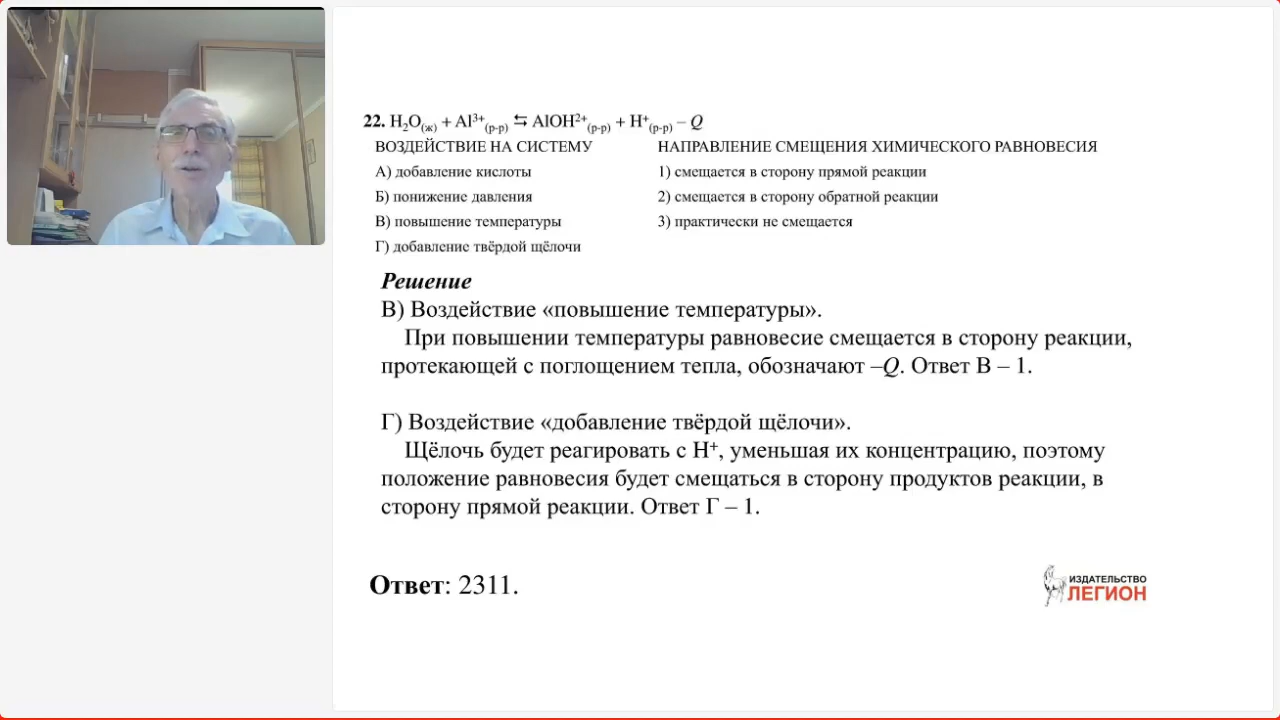 22. H₂O(ж) + Al³⁺(р-р) ⇆ AlOH²⁺(р-р) + H⁺(р-р) – Q
ВОЗДЕЙСТВИЕ НА СИСТЕМУ НАПРАВЛЕНИЕ СМЕЩЕНИЯ ХИМИЧЕСКОГО РАВНОВЕСИЯ
А) добавление кислоты 1) смещается в сторону прямой реакции
Б) понижение давления 2) смещается в сторону обратной реакции
В) повышение температуры 3) практически не смещается
Г) добавление твёрдой щёлочи
Решение
В) Воздействие «повышение температуры».
При повышении температуры равновесие смещается в сторону реакции,
протекающей с поглощением тепла, обозначают –Q. Ответ В – 1.
Г) Воздействие «добавление твёрдой щёлочи».
Щёлочь будет реагировать с H⁺, уменьшая их концентрацию, поэтому
положение равновесия будет смещаться в сторону продуктов реакции, в
сторону прямой реакции. Ответ Г – 1.
Ответ: 2311.
ИЗДАТЕЛЬСТВО
ЛЕГИОН